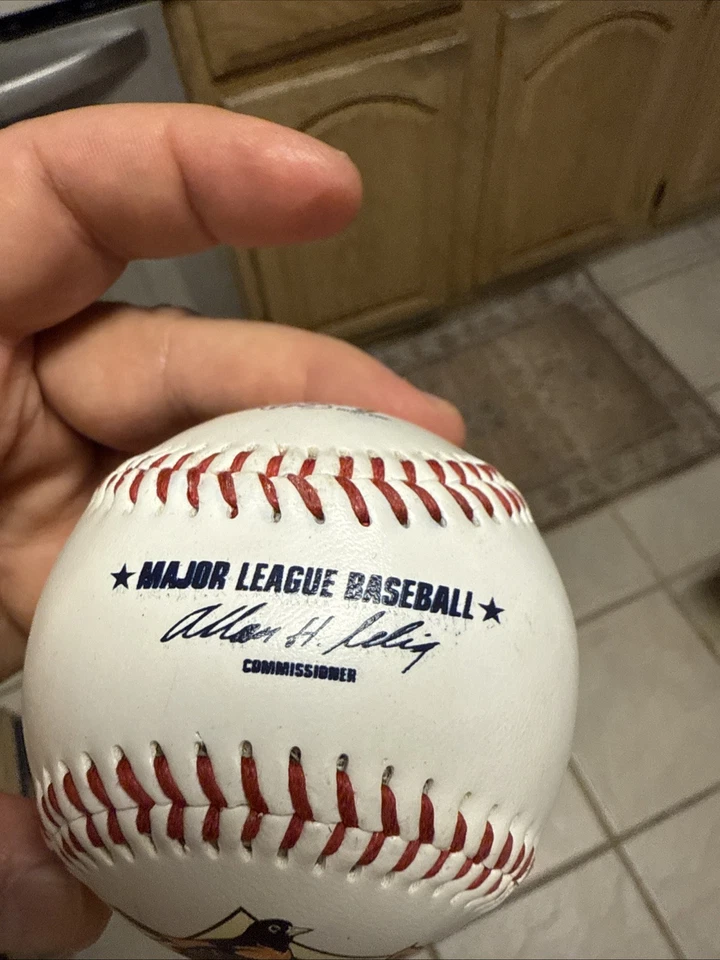 ★MAJOR LEAGUE BASEBALL★
Allan H. Selig
COMMISSIONER